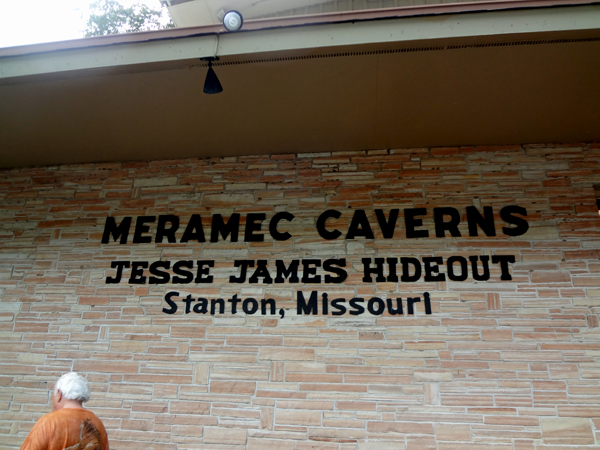 MERAMEC CAVERNS
JESSE JAMES HIDEOUT
Stanton, Missouri